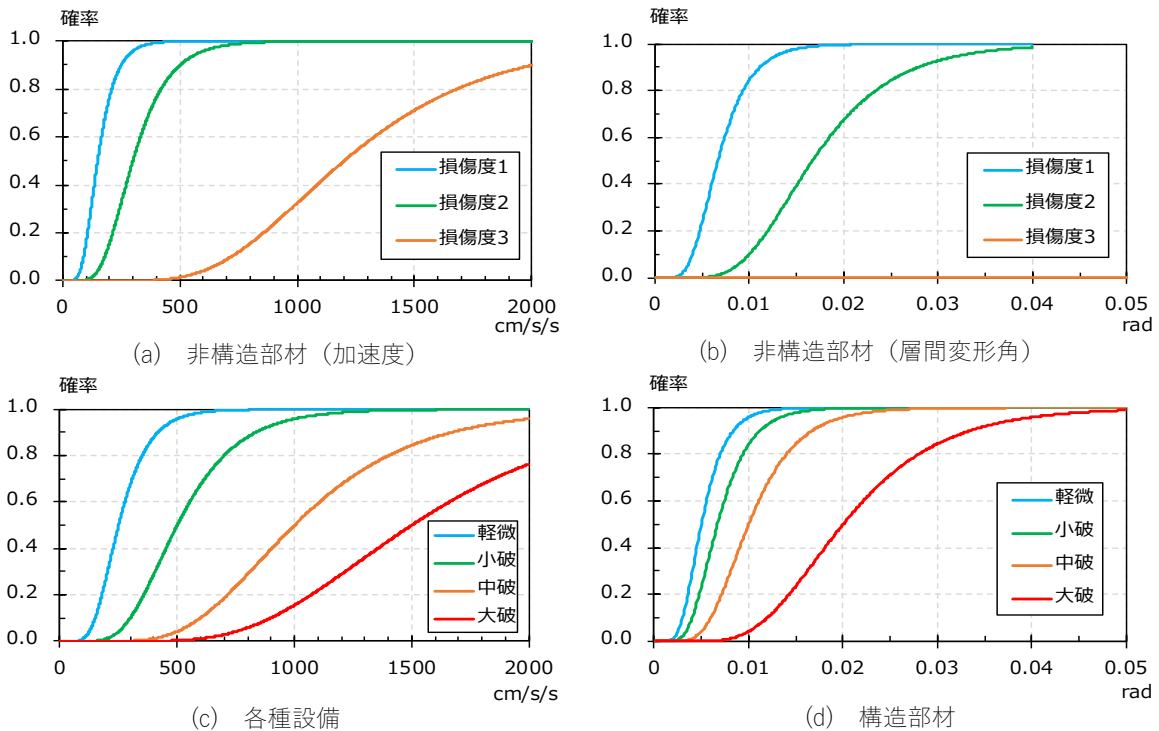 確率
1.0
0.8
0.6
0.4
0.2
0.0
損傷度1
損傷度2
損傷度3
0 500 1000 1500 2000
cm/s/s
(a) 非構造部材（加速度）
確率
1.0
0.8
0.6
0.4
0.2
0.0
損傷度1
損傷度2
損傷度3
0 0.01 0.02 0.03 0.04 0.05
rad
(b) 非構造部材（層間変形角）
確率
1.0
0.8
0.6
0.4
0.2
0.0
軽微
小破
中破
大破
0 500 1000 1500 2000
cm/s/s
(c) 各種設備
確率
1.0
0.8
0.6
0.4
0.2
0.0
軽微
小破
中破
大破
0 0.01 0.02 0.03 0.04 0.05
rad
(d) 構造部材